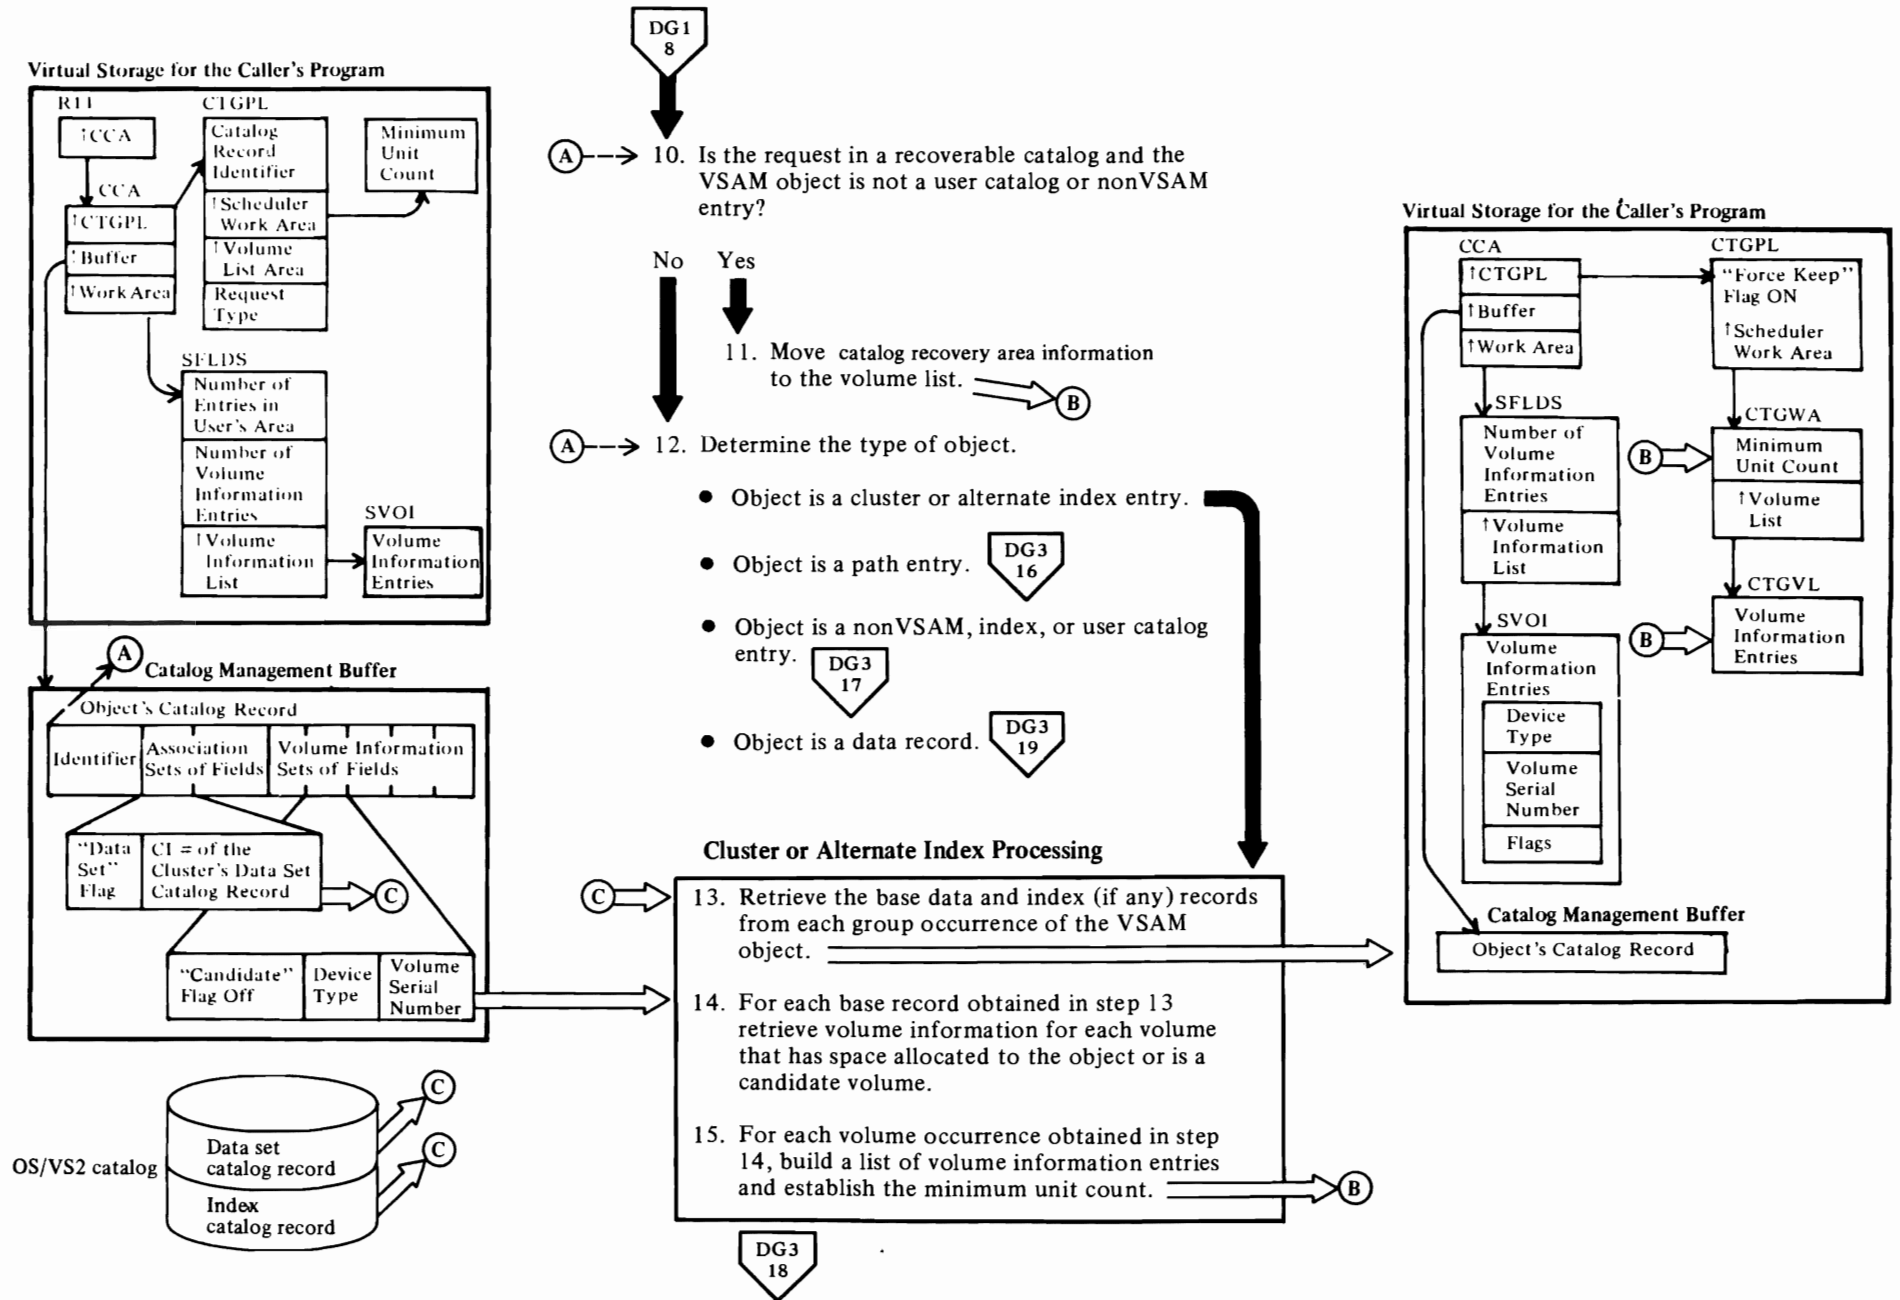 DG1
8
Virtual Storage for the Caller's Program
R11
CTGPL
↑CCA
Catalog
Record
Identifier
Minimum
Unit
Count
CCA
↑CTGPL
↑Scheduler
Work Area
↑Buffer
↑Volume
List Area
↑Work Area
Request
Type
SFLDS
Number of
Entries in
User's Area
Number of
Volume
Information
Entries
SVOI
↑Volume
Information
List
Volume
Information
Entries
A
Catalog Management Buffer
Object's Catalog Record
Identifier
Association
Sets of Fields
Volume Information
Sets of Fields
"Data
Set"
Flag
CI = of the
Cluster's Data Set
Catalog Record
C
"Candidate"
Flag Off
Device
Type
Volume
Serial
Number
C
C
OS/VS2 catalog
Data set
catalog record
Index
catalog record
A
10. Is the request in a recoverable catalog and the
VSAM object is not a user catalog or nonVSAM
entry?
No Yes
11. Move catalog recovery area information
to the volume list.
B
A
12. Determine the type of object.
● Object is a cluster or alternate index entry.
● Object is a path entry.
DG3
16
● Object is a nonVSAM, index, or user catalog
entry.
DG3
17
● Object is a data record.
DG3
19
Cluster or Alternate Index Processing
C
13. Retrieve the base data and index (if any) records
from each group occurrence of the VSAM
object.
14. For each base record obtained in step 13
retrieve volume information for each volume
that has space allocated to the object or is a
candidate volume.
15. For each volume occurrence obtained in step
14, build a list of volume information entries
and establish the minimum unit count.
B
DG3
18
Virtual Storage for the Caller's Program
CCA
CTGPL
↑CTGPL
"Force Keep"
Flag ON
↑Buffer
↑Scheduler
Work Area
↑Work Area
SFLDS
CTGWA
Number of
Volume
Information
Entries
B
Minimum
Unit Count
↑Volume
Information
List
↑Volume
List
CTGVL
SVOI
B
Volume
Information
Entries
Volume
Information
Entries
Device
Type
Volume
Serial
Number
Flags
Catalog Management Buffer
Object's Catalog Record